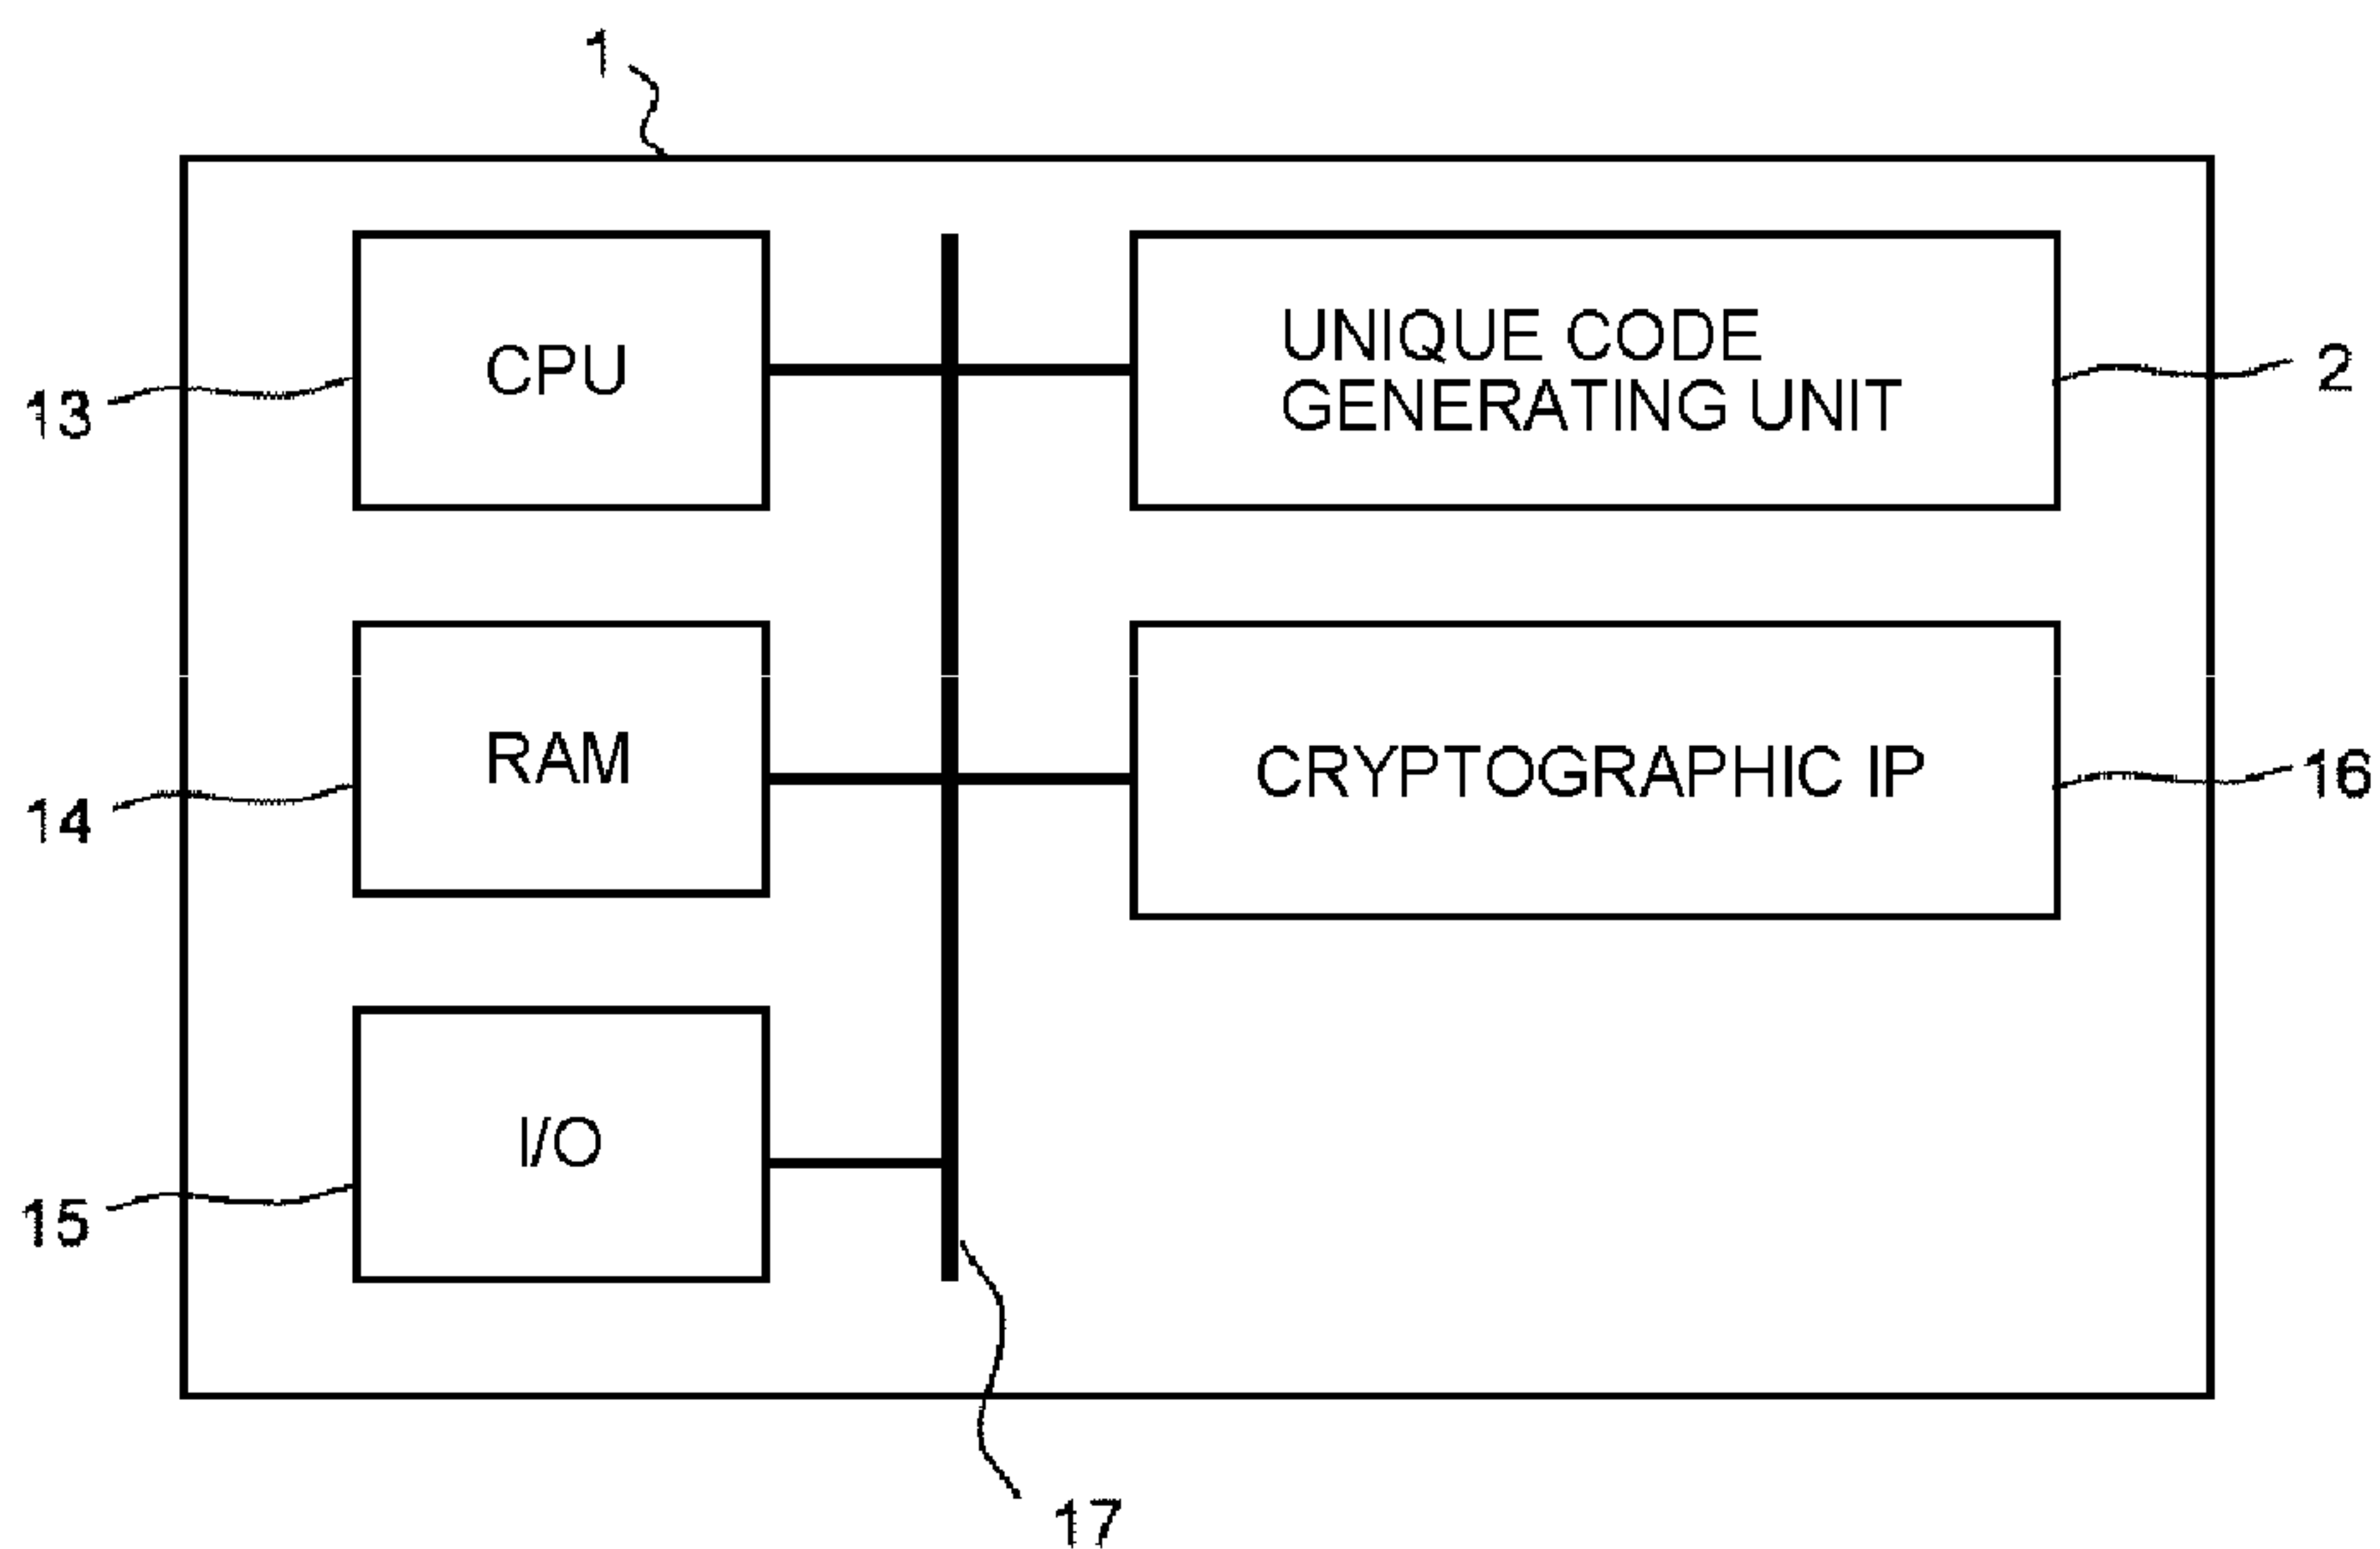 1
CPU
UNIQUE CODE
GENERATING UNIT
2
13
RAM
CRYPTOGRAPHIC IP
16
14
I/O
15
17